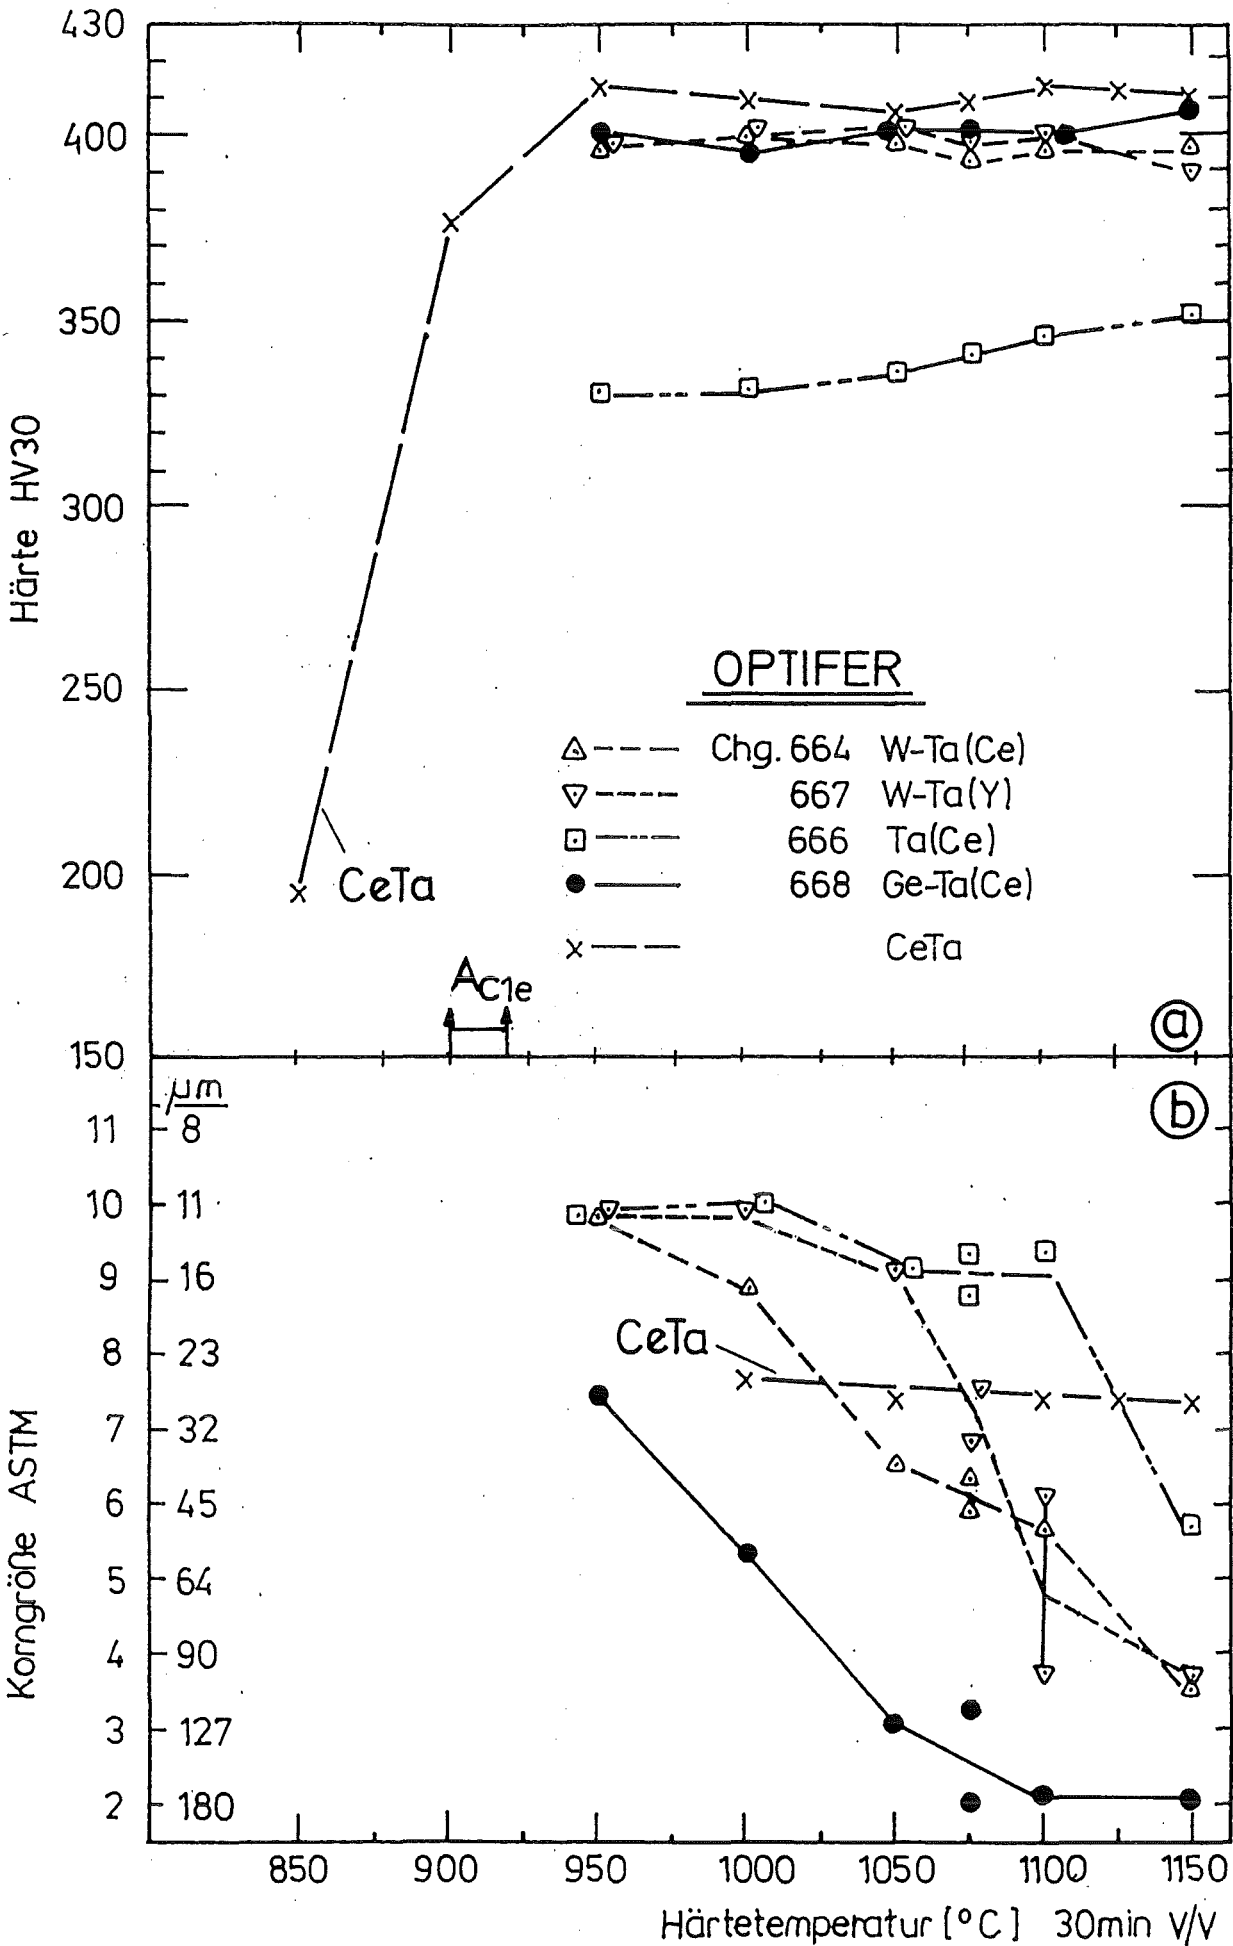 430
400
350
300
250
200
150
Härte HV30
OPTIFER
Chg. 664 W-Ta(Ce)
667 W-Ta(Y)
666 Ta(Ce)
668 Ge-Ta(Ce)
CeTa
CeTa
AC1e
a
μm
11 8
10 11
9 16
8 23
7 32
6 45
5 64
4 90
3 127
2 180
Korngröße ASTM
b
CeTa
850 900 950 1000 1050 1100 1150
Härtetemperatur [°C] 30min V/V